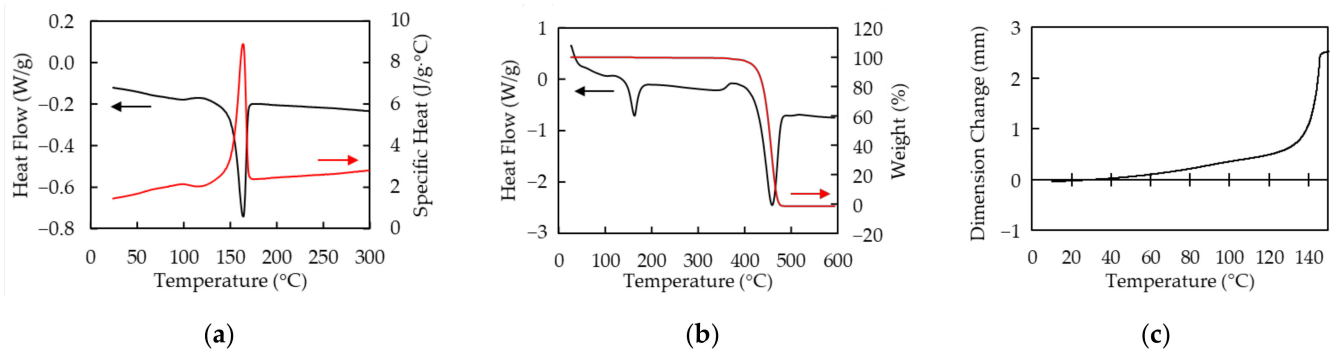 Heat Flow (W/g)
0.2
0.0
−0.2
−0.4
−0.6
−0.8
0 50 100 150 200 250 300
Temperature (°C)
10
8
6
4
2
0
Specific Heat (J/g·°C)
(a)
Heat Flow (W/g)
1
0
−1
−2
−3
0 100 200 300 400 500 600
Temperature (°C)
120
100
80
60
40
20
0
−20
Weight (%)
(b)
Dimension Change (mm)
3
2
1
0
−1
0 20 40 60 80 100 120 140
Temperature (°C)
(c)